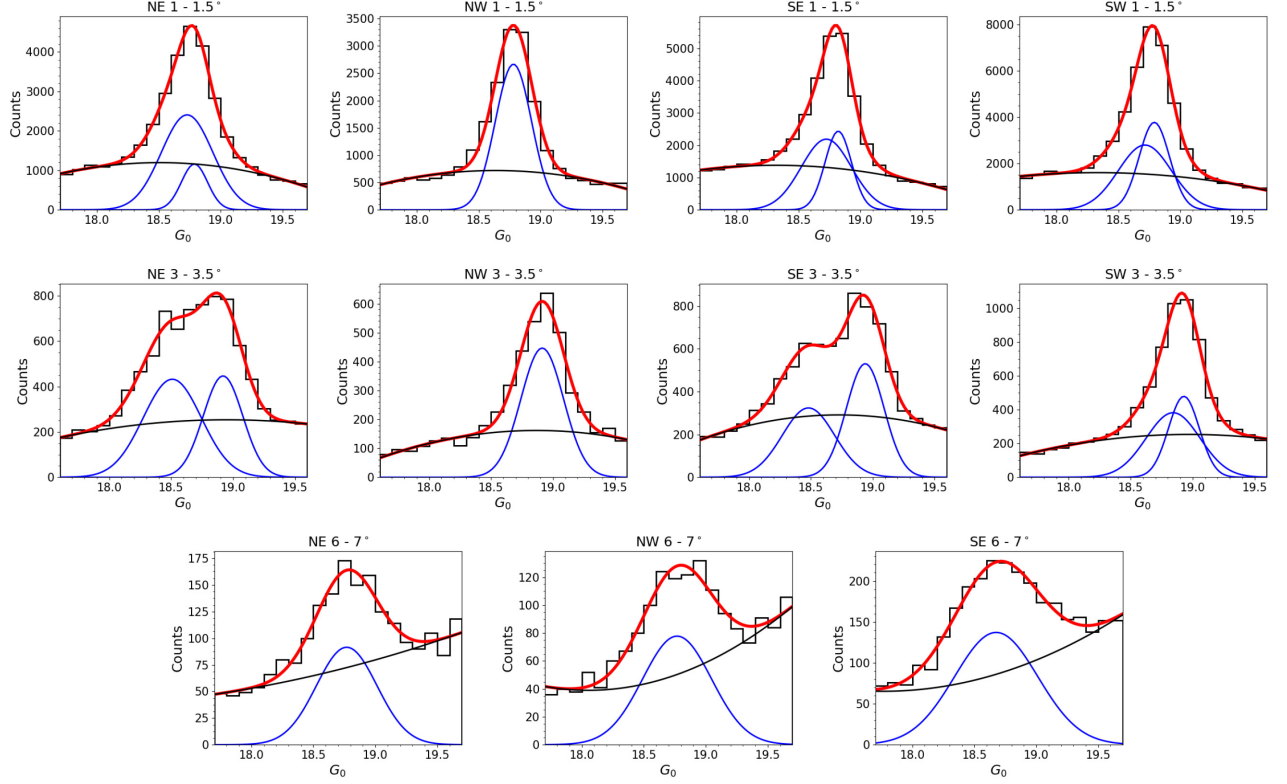 NE 1 - 1.5°
Counts
4000
3000
2000
1000
0
18.0 18.5 19.0 19.5
G₀
NW 1 - 1.5°
Counts
3500
3000
2500
2000
1500
1000
500
0
18.0 18.5 19.0 19.5
G₀
SE 1 - 1.5°
Counts
5000
4000
3000
2000
1000
0
18.0 18.5 19.0 19.5
G₀
SW 1 - 1.5°
Counts
8000
6000
4000
2000
0
18.0 18.5 19.0 19.5
G₀
NE 3 - 3.5°
Counts
800
600
400
200
0
18.0 18.5 19.0 19.5
G₀
NW 3 - 3.5°
Counts
600
500
400
300
200
100
0
18.0 18.5 19.0 19.5
G₀
SE 3 - 3.5°
Counts
800
600
400
200
0
18.0 18.5 19.0 19.5
G₀
SW 3 - 3.5°
Counts
1000
800
600
400
200
0
18.0 18.5 19.0 19.5
G₀
NE 6 - 7°
Counts
175
150
125
100
75
50
25
0
18.0 18.5 19.0 19.5
G₀
NW 6 - 7°
Counts
120
100
80
60
40
20
0
18.0 18.5 19.0 19.5
G₀
SE 6 - 7°
Counts
200
150
100
50
0
18.0 18.5 19.0 19.5
G₀